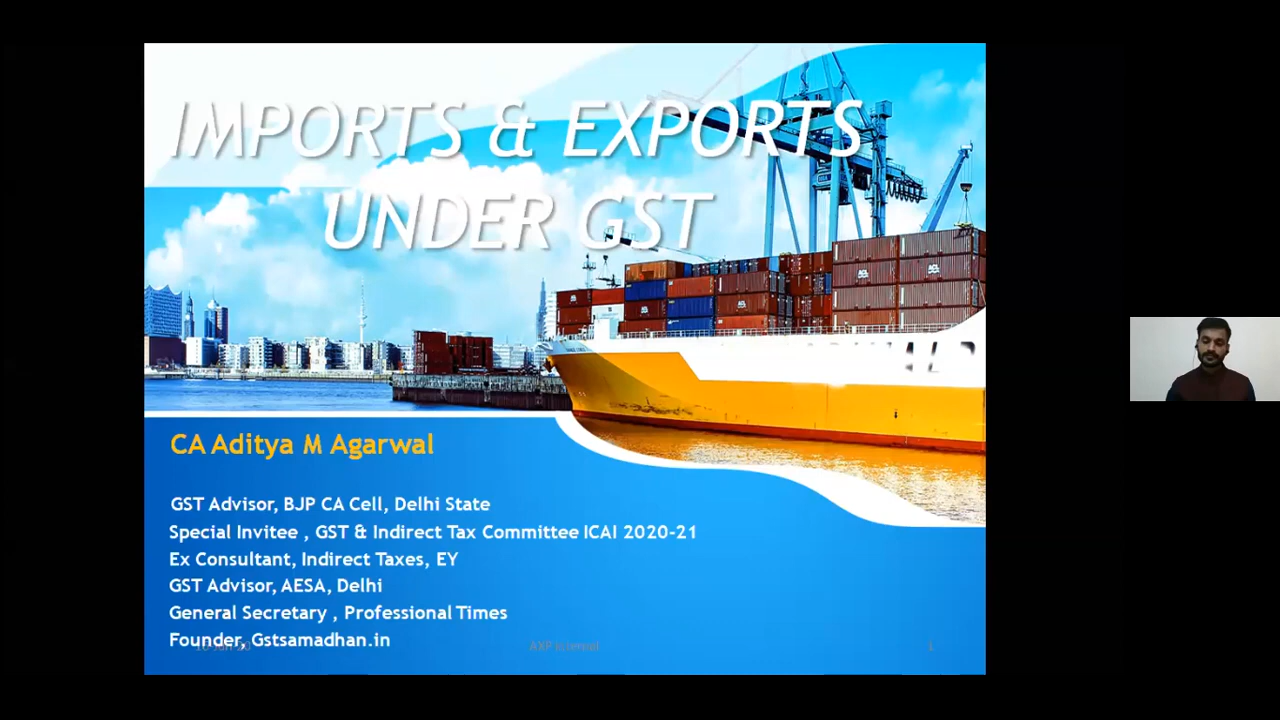 IMPORTS & EXPORTS
UNDER GST
CA Aditya M Agarwal
GST Advisor, BJP CA Cell, Delhi State
Special Invitee , GST & Indirect Tax Committee ICAI 2020-21
Ex Consultant, Indirect Taxes, EY
GST Advisor, AESA, Delhi
General Secretary , Professional Times
Founder, Gstsamadhan.in
1